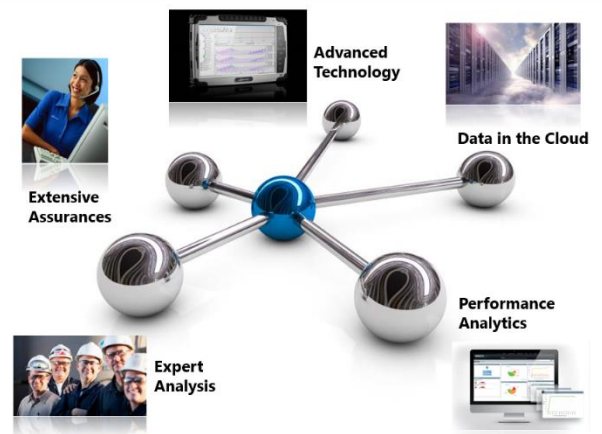 Advanced
Technology
Data in the Cloud
Extensive
Assurances
Performance
Analytics
Expert
Analysis